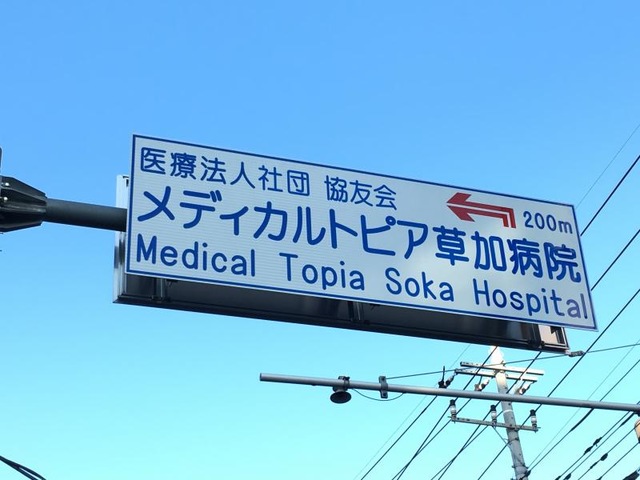 医療法人社団 協友会
200m
メディカルトピア草加病院
Medical Topia Soka Hospital